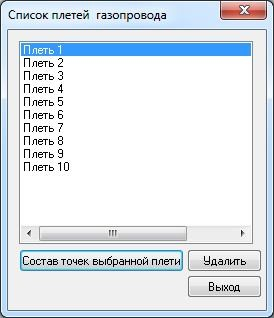 Список плетей газопровода
Плеть 1
Плеть 2
Плеть 3
Плеть 4
Плеть 5
Плеть 6
Плеть 7
Плеть 8
Плеть 9
Плеть 10
Состав точек выбранной плети
Удалить
Выход